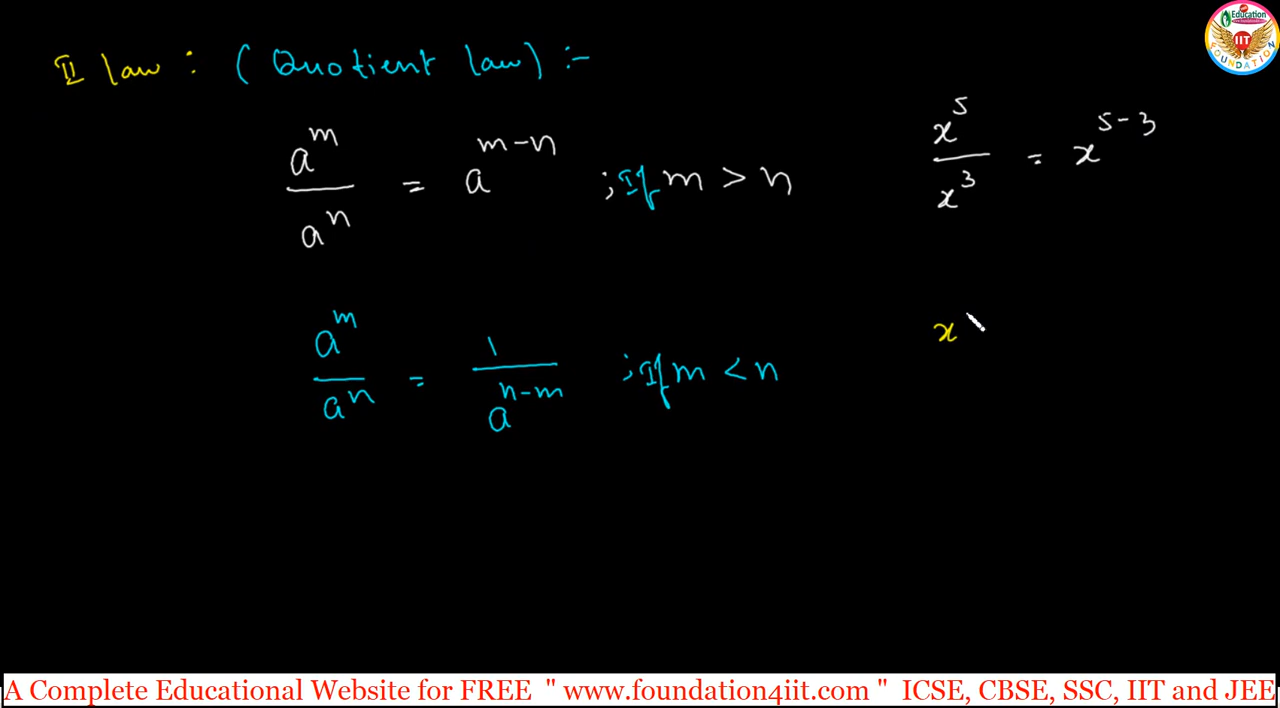 II law : (Quotient law) :-
a^m / a^n = a^(m-n) ; If m > n
x^5 / x^3 = x^(5-3)
a^m / a^n = 1 / a^(n-m) ; If m < n
x
Education
IIT
FOUNDATION
A Complete Educational Website for FREE " www.foundation4iit.com " ICSE, CBSE, SSC, IIT and JEE